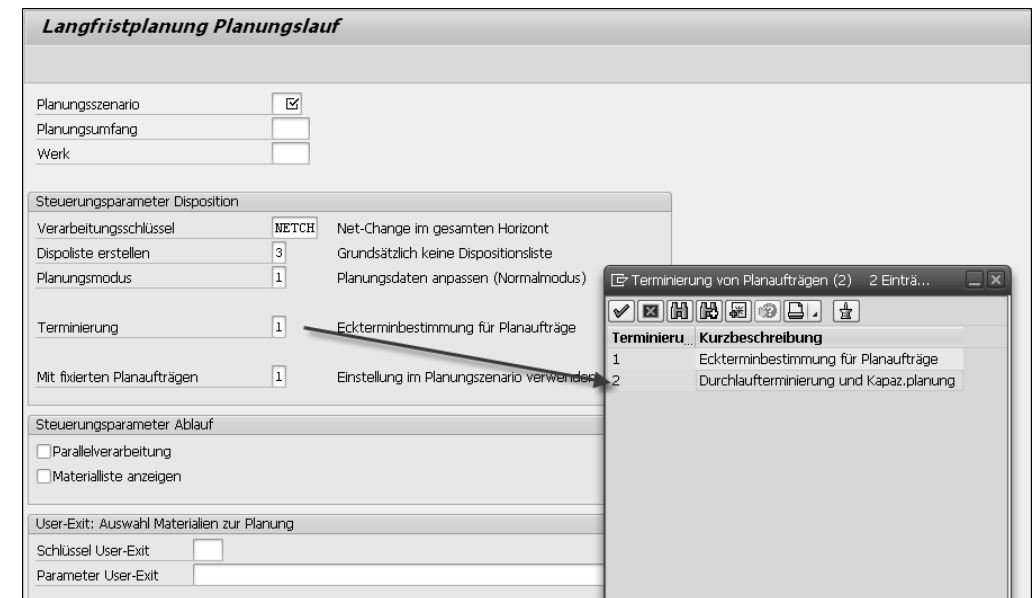 Langfristplanung Planungslauf
Planungsszenario
Planungsumfang
Werk
Steuerungsparameter Disposition
Verarbeitungsschlüssel NETCH Net-Change im gesamten Horizont
Dispoliste erstellen 3 Grundsätzlich keine Dispositionsliste
Planungsmodus 1 Planungsdaten anpassen (Normalmodus)
Terminierung 1 Eckterminbestimmung für Planaufträge
Mit fixierten Planaufträgen 1 Einstellung im Planungszenario verwenden
Steuerungsparameter Ablauf
Parallelverarbeitung
Materialliste anzeigen
User-Exit: Auswahl Materialien zur Planung
Schlüssel User-Exit
Parameter User-Exit
Terminierung von Planaufträgen (2) 2 Einträ...
Terminieru... Kurzbeschreibung
1 Eckterminbestimmung für Planaufträge
2 Durchlaufterminierung und Kapaz.planung